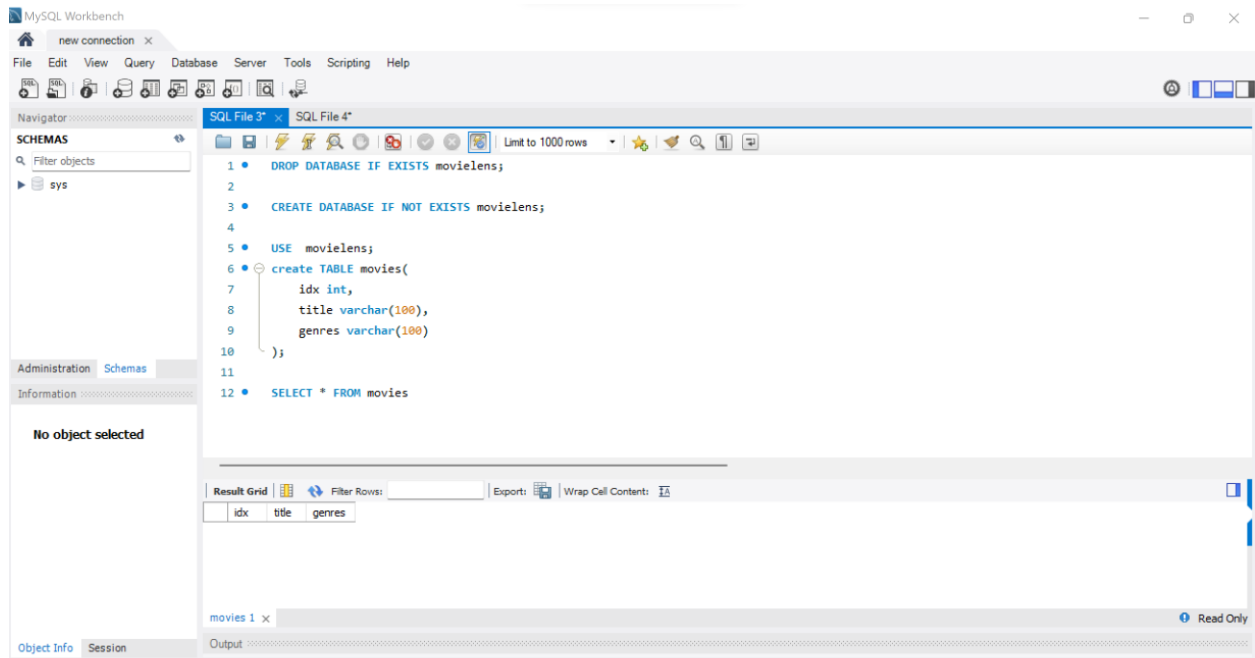 MySQL Workbench
new connection ×
File Edit View Query Database Server Tools Scripting Help
Navigator
SCHEMAS
Filter objects
sys
Administration Schemas
Information
No object selected
Object Info Session
SQL File 3* × SQL File 4*
Limit to 1000 rows
1 DROP DATABASE IF EXISTS movielens;
2
3 CREATE DATABASE IF NOT EXISTS movielens;
4
5 USE  movielens;
6 create TABLE movies(
7 idx int,
8 title varchar(100),
9 genres varchar(100)
10 );
11
12 SELECT * FROM movies
Result Grid Filter Rows: Export: Wrap Cell Content: IA
idx title genres
movies 1 × Read Only
Output